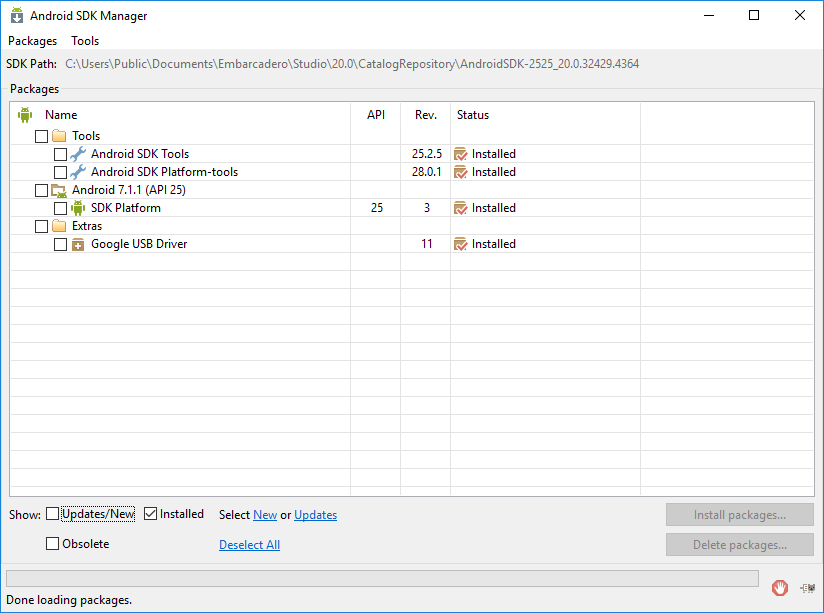 Android SDK Manager
Packages Tools
SDK Path: C:\Users\Public\Documents\Embarcadero\Studio\20.0\CatalogRepository\AndroidSDK-2525_20.0.32429.4364
Packages
Name API Rev. Status
Tools
Android SDK Tools 25.2.5 Installed
Android SDK Platform-tools 28.0.1 Installed
Android 7.1.1 (API 25)
SDK Platform 25 3 Installed
Extras
Google USB Driver 11 Installed
Show: Updates/New Installed Select New or Updates Install packages...
Obsolete Deselect All Delete packages...
Done loading packages.